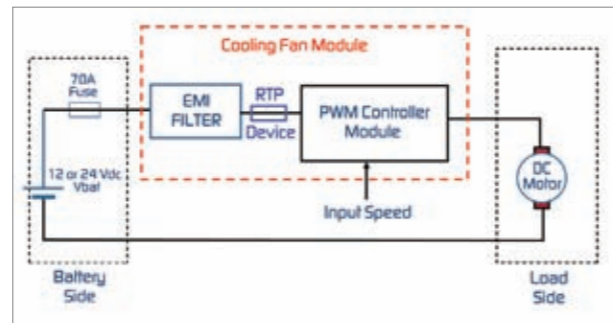 Cooling Fan Module
70A
Fuse
EMI
FILTER
RTP
Device
PWM Controller
Module
12 or 24 Vdc
Vbat
Input Speed
DC
Motor
Battery
Side
Load
Side